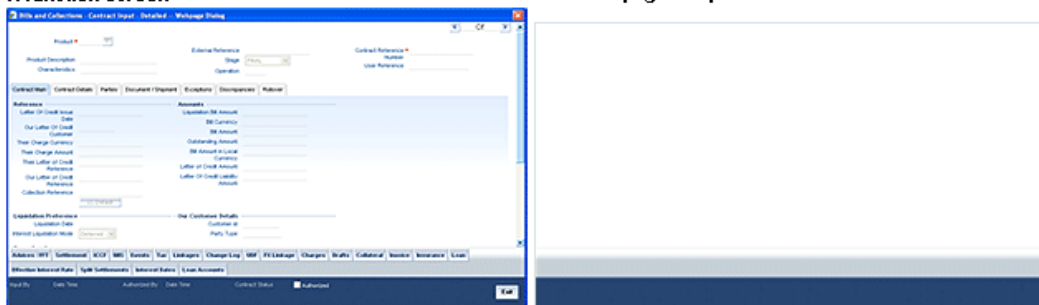 Bills and Collections - Contract Input - Detailed -- Webpage Dialog
Of
Product *
External Reference
Contract Reference *
Number
Product Description
Stage
FINAL
User Reference
Characteristics
Operation
Contract Main Contract Details Parties Document / Shipment Exceptions Discrepancies Rollover
Reference
Amounts
Letter Of Credit Issue
Date
Liquidation Bill Amount
Bill Currency
Our Letter Of Credit
Customer
Bill Amount
Their Charge Currency
Outstanding Amount
Their Charge Amount
Bill Amount in Local
Currency
Their Letter of Credit
Reference
Letter of Credit Amount
Our Letter of Credit
Reference
Letter Of Credit Liability
Amount
Collection Reference
LC Default
Liquidation Preference
Our Customer Details
Liquidation Date
Customer Id
Interest Liquidation Mode
Deferred
Party Type
Advices FFT Settlement ICCF MIS Events Tax Linkages Change Log UDF FX Linkage Charges Drafts Collateral Invoice Insurance Loan
Effective Interest Rate Split Settlements Interest Rates Loan Accounts
Input By Date Time Authorized By Date Time Contract Status Authorized
Exit